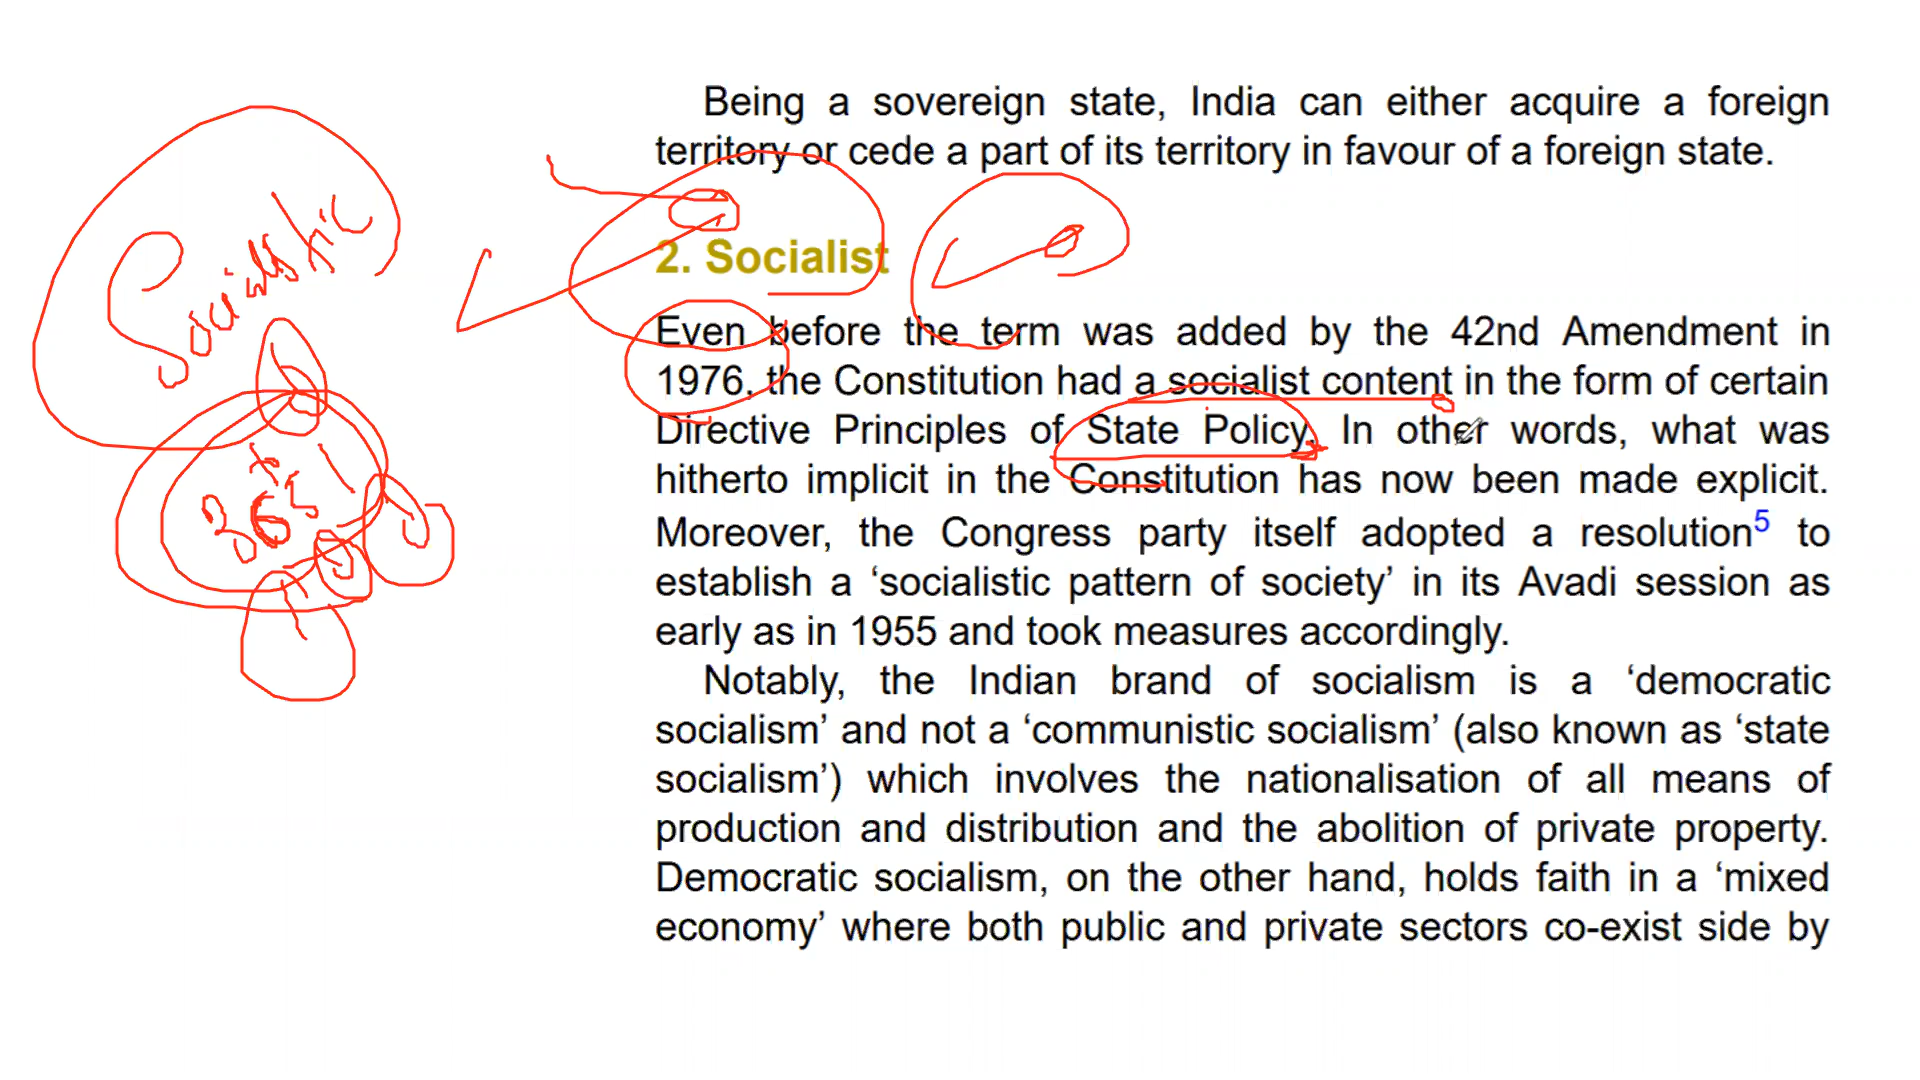 Being a sovereign state, India can either acquire a foreign
territory or cede a part of its territory in favour of a foreign state.
Socialistic
2. Socialist
Even before the term was added by the 42nd Amendment in
1976, the Constitution had a socialist content in the form of certain
Directive Principles of State Policy. In other words, what was
hitherto implicit in the Constitution has now been made explicit.
Moreover, the Congress party itself adopted a resolution5 to
establish a ‘socialistic pattern of society’ in its Avadi session as
early as in 1955 and took measures accordingly.
Notably, the Indian brand of socialism is a ‘democratic
socialism’ and not a ‘communistic socialism’ (also known as ‘state
socialism’) which involves the nationalisation of all means of
production and distribution and the abolition of private property.
Democratic socialism, on the other hand, holds faith in a ‘mixed
economy’ where both public and private sectors co-exist side by